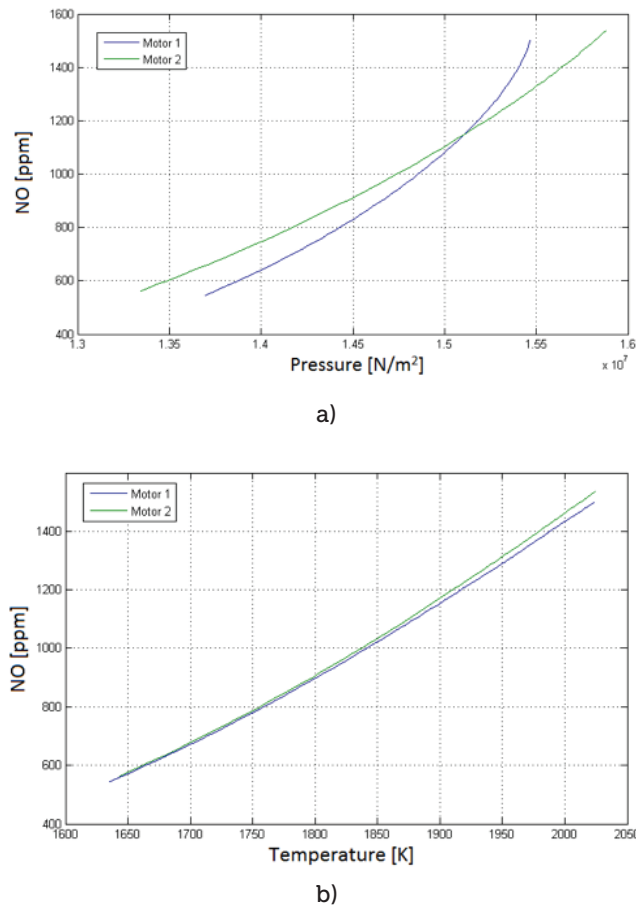 1600
1400
1200
1000
800
600
400
NO [ppm]
Motor 1
Motor 2
1.3 1.35 1.4 1.45 1.5 1.55 1.6
x 10⁷
Pressure [N/m²]
a)
1400
1200
1000
800
600
400
NO [ppm]
Motor 1
Motor 2
1600 1650 1700 1750 1800 1850 1900 1950 2000 2050
Temperature [K]
b)